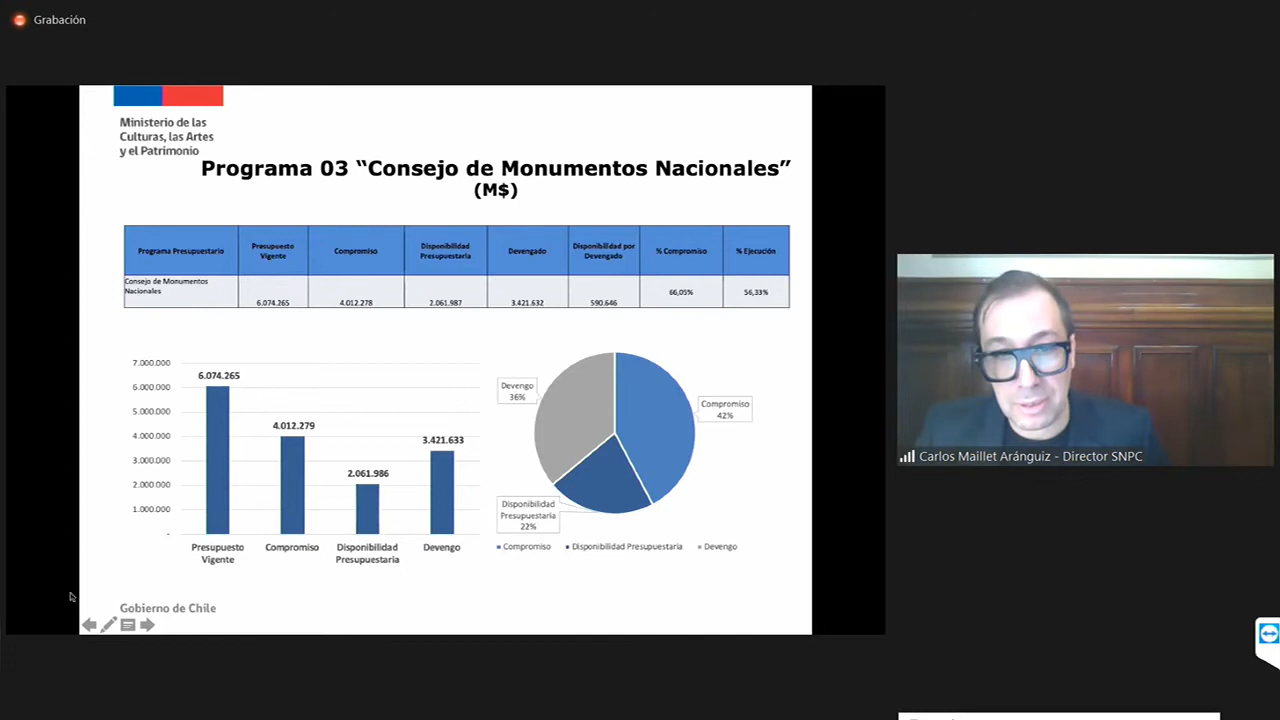 Grabación
Ministerio de las
Culturas, las Artes
y el Patrimonio
Programa 03 “Consejo de Monumentos Nacionales”
(M$)
Programa Presupuestario
Presupuesto
Vigente
Compromiso
Disponibilidad
Presupuestaria
Devengado
Disponibilidad por
Devengado
% Compromiso
% Ejecución
Consejo de Monumentos
Nacionales
6.074.265
4.012.278
2.061.987
3.421.632
590.646
66,05%
56,33%
7.000.000
6.000.000
5.000.000
4.000.000
3.000.000
2.000.000
1.000.000
-
6.074.265
4.012.279
2.061.986
3.421.633
Presupuesto
Vigente
Compromiso
Disponibilidad
Presupuestaria
Devengo
Devengo
36%
Compromiso
42%
Disponibilidad
Presupuestaria
22%
Compromiso
Disponibilidad Presupuestaria
Devengo
Gobierno de Chile
Carlos Maillet Aránguiz - Director SNPC